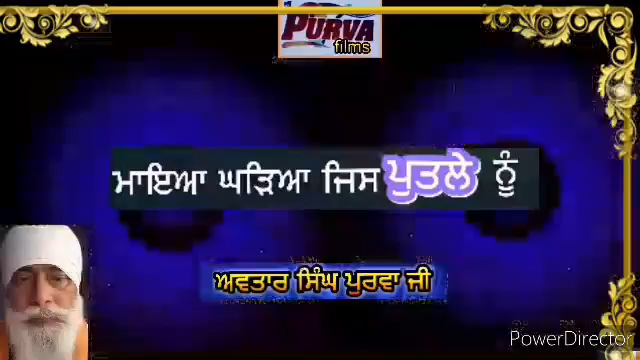 PURVA
films
ਮਾਇਆ ਘੜਿਆ ਜਿਸ ਪੁਤਲੇ ਨੂੰ
ਅਵਤਾਰ ਸਿੰਘ ਪੁਰਵਾ ਜੀ
PowerDirector